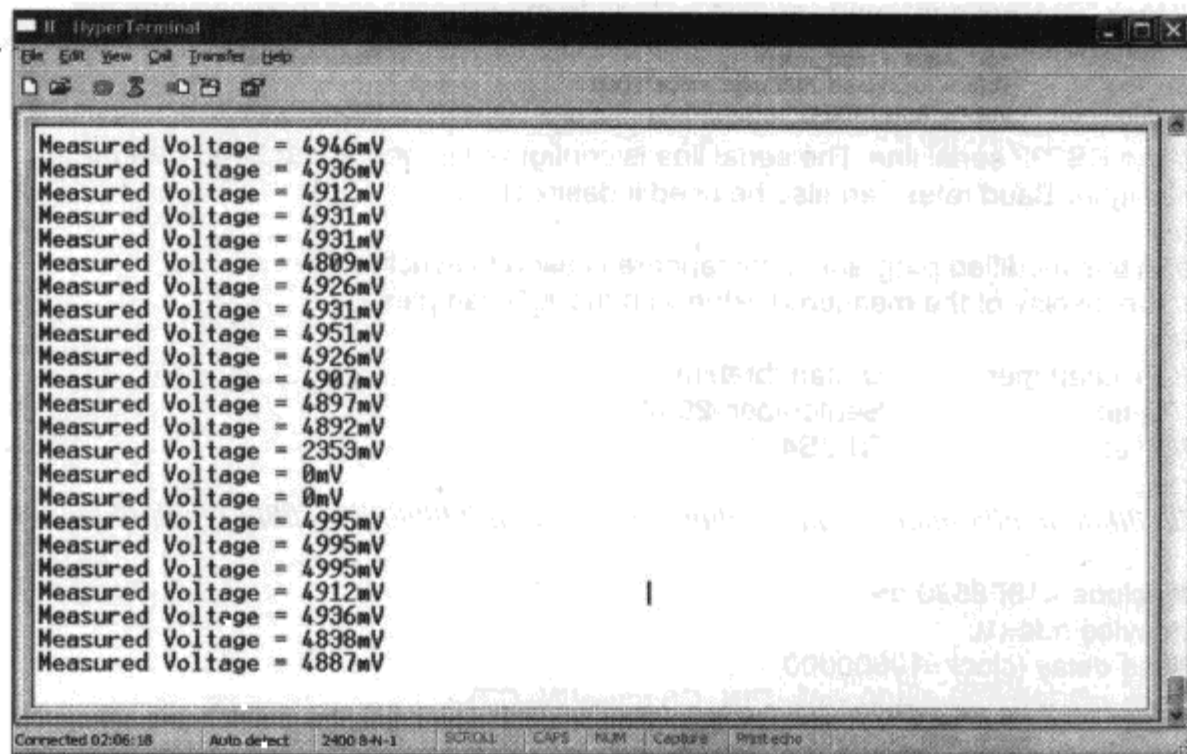 HyperTerminal
File Edit View Call Transfer Help
Measured Voltage = 4946mV
Measured Voltage = 4936mV
Measured Voltage = 4912mV
Measured Voltage = 4931mV
Measured Voltage = 4931mV
Measured Voltage = 4809mV
Measured Voltage = 4926mV
Measured Voltage = 4931mV
Measured Voltage = 4951mV
Measured Voltage = 4926mV
Measured Voltage = 4907mV
Measured Voltage = 4897mV
Measured Voltage = 4892mV
Measured Voltage = 2353mV
Measured Voltage = 0mV
Measured Voltage = 0mV
Measured Voltage = 4995mV
Measured Voltage = 4995mV
Measured Voltage = 4995mV
Measured Voltage = 4912mV
Measured Voltage = 4936mV
Measured Voltage = 4838mV
Measured Voltage = 4887mV
Connected 02:06:18 Auto detect 2400 8-N-1 SCROLL CAPS NUM Capture Print echo